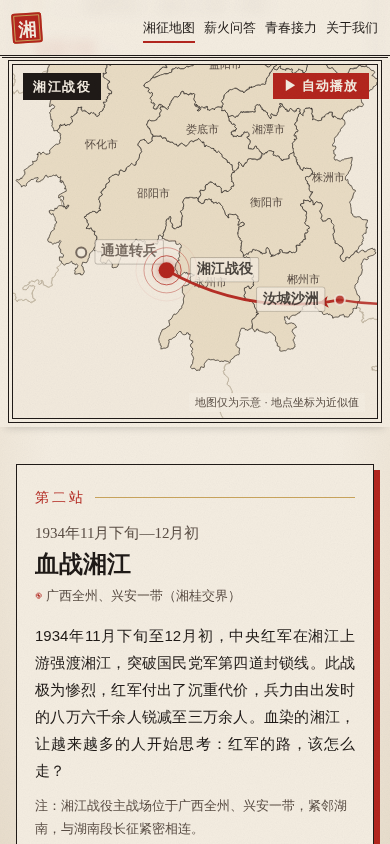 湘
湘征地图 薪火问答 青春接力 关于我们
益阳市
湘江战役
▶ 自动播放
娄底市
湘潭市
怀化市
株洲市
邵阳市
衡阳市
通道转兵
湘江战役
永州市
郴州市
汝城沙洲
地图仅为示意 · 地点坐标为近似值
第二站
1934年11月下旬—12月初
血战湘江
广西全州、兴安一带（湘桂交界）
1934年11月下旬至12月初，中央红军在湘江上
游强渡湘江，突破国民党军第四道封锁线。此战
极为惨烈，红军付出了沉重代价，兵力由出发时
的八万六千余人锐减至三万余人。血染的湘江，
让越来越多的人开始思考：红军的路，该怎么
走？
注：湘江战役主战场位于广西全州、兴安一带，紧邻湖
南，与湖南段长征紧密相连。